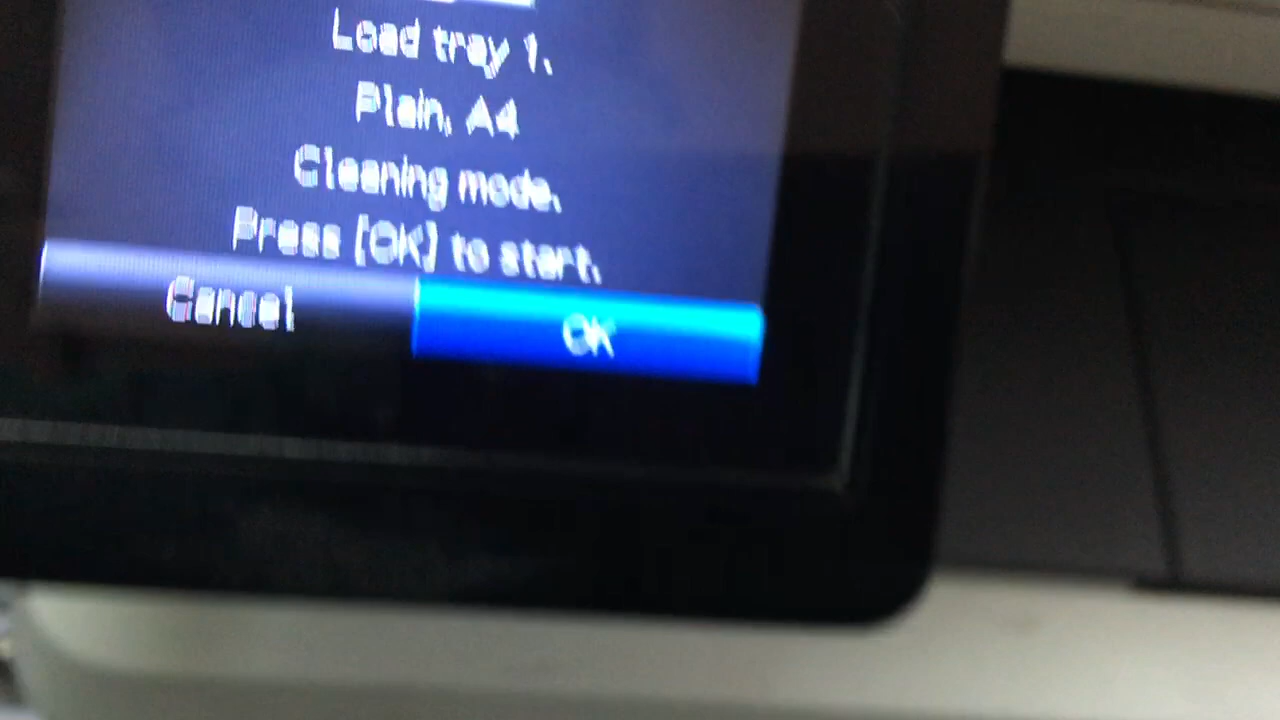 Load tray 1.
Plain, A4
Cleaning mode.
Press [OK] to start.
Cancel
OK